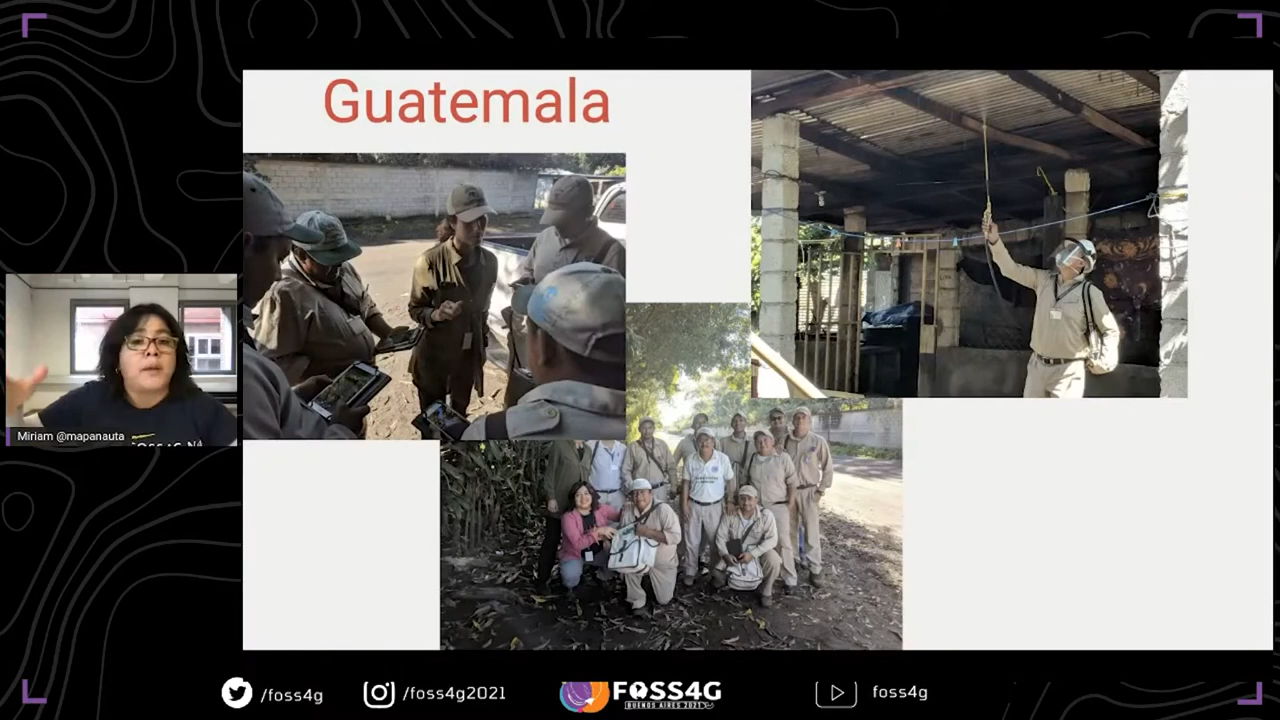 Guatemala
Miriam @mapanauta
/foss4g
/foss4g2021
FOSS4G
BUENOS AIRES 2021
foss4g